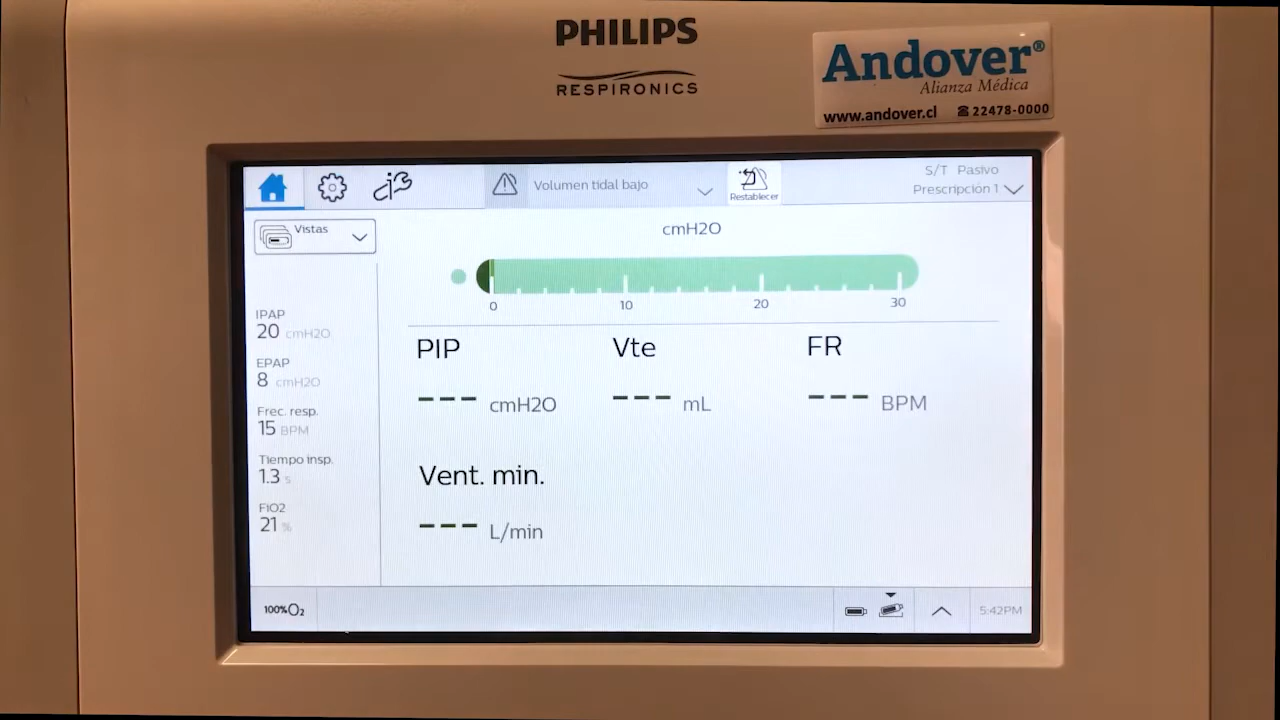 PHILIPS
RESPIRONICS
Andover®
Alianza Médica
www.andover.cl ☎22478-0000
Volumen tidal bajo
Restablecer
S/T Pasivo
Prescripción 1
Vistas
cmH2O
0 10 20 30
IPAP
20 cmH2O
EPAP
8 cmH2O
Frec. resp.
15 BPM
Tiempo insp.
1.3 s
FiO2
21 %
PIP Vte FR
--- cmH2O --- mL --- BPM
Vent. min.
--- L/min
100% O2
5:42PM